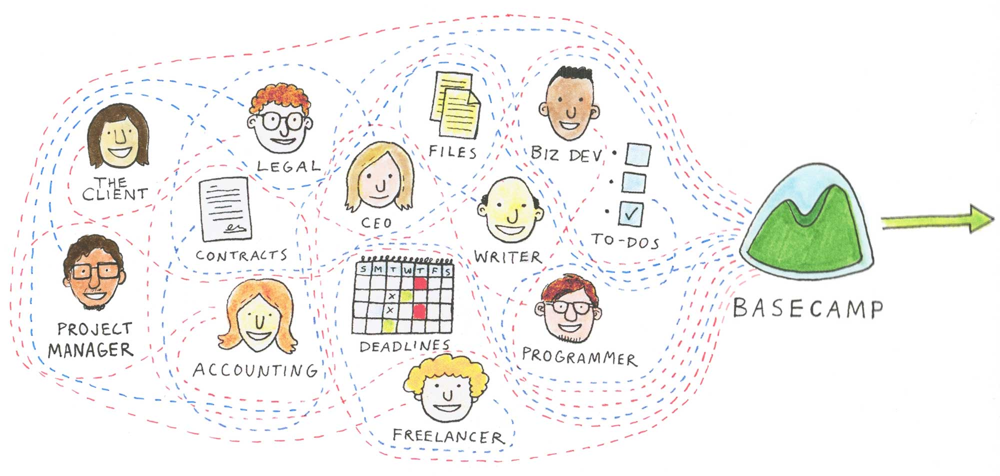 THE
CLIENT
LEGAL
FILES
BIZ DEV
CONTRACTS
CEO
WRITER
TO-DOS
PROJECT
MANAGER
ACCOUNTING
S M T W T F S
DEADLINES
PROGRAMMER
FREELANCER
BASECAMP